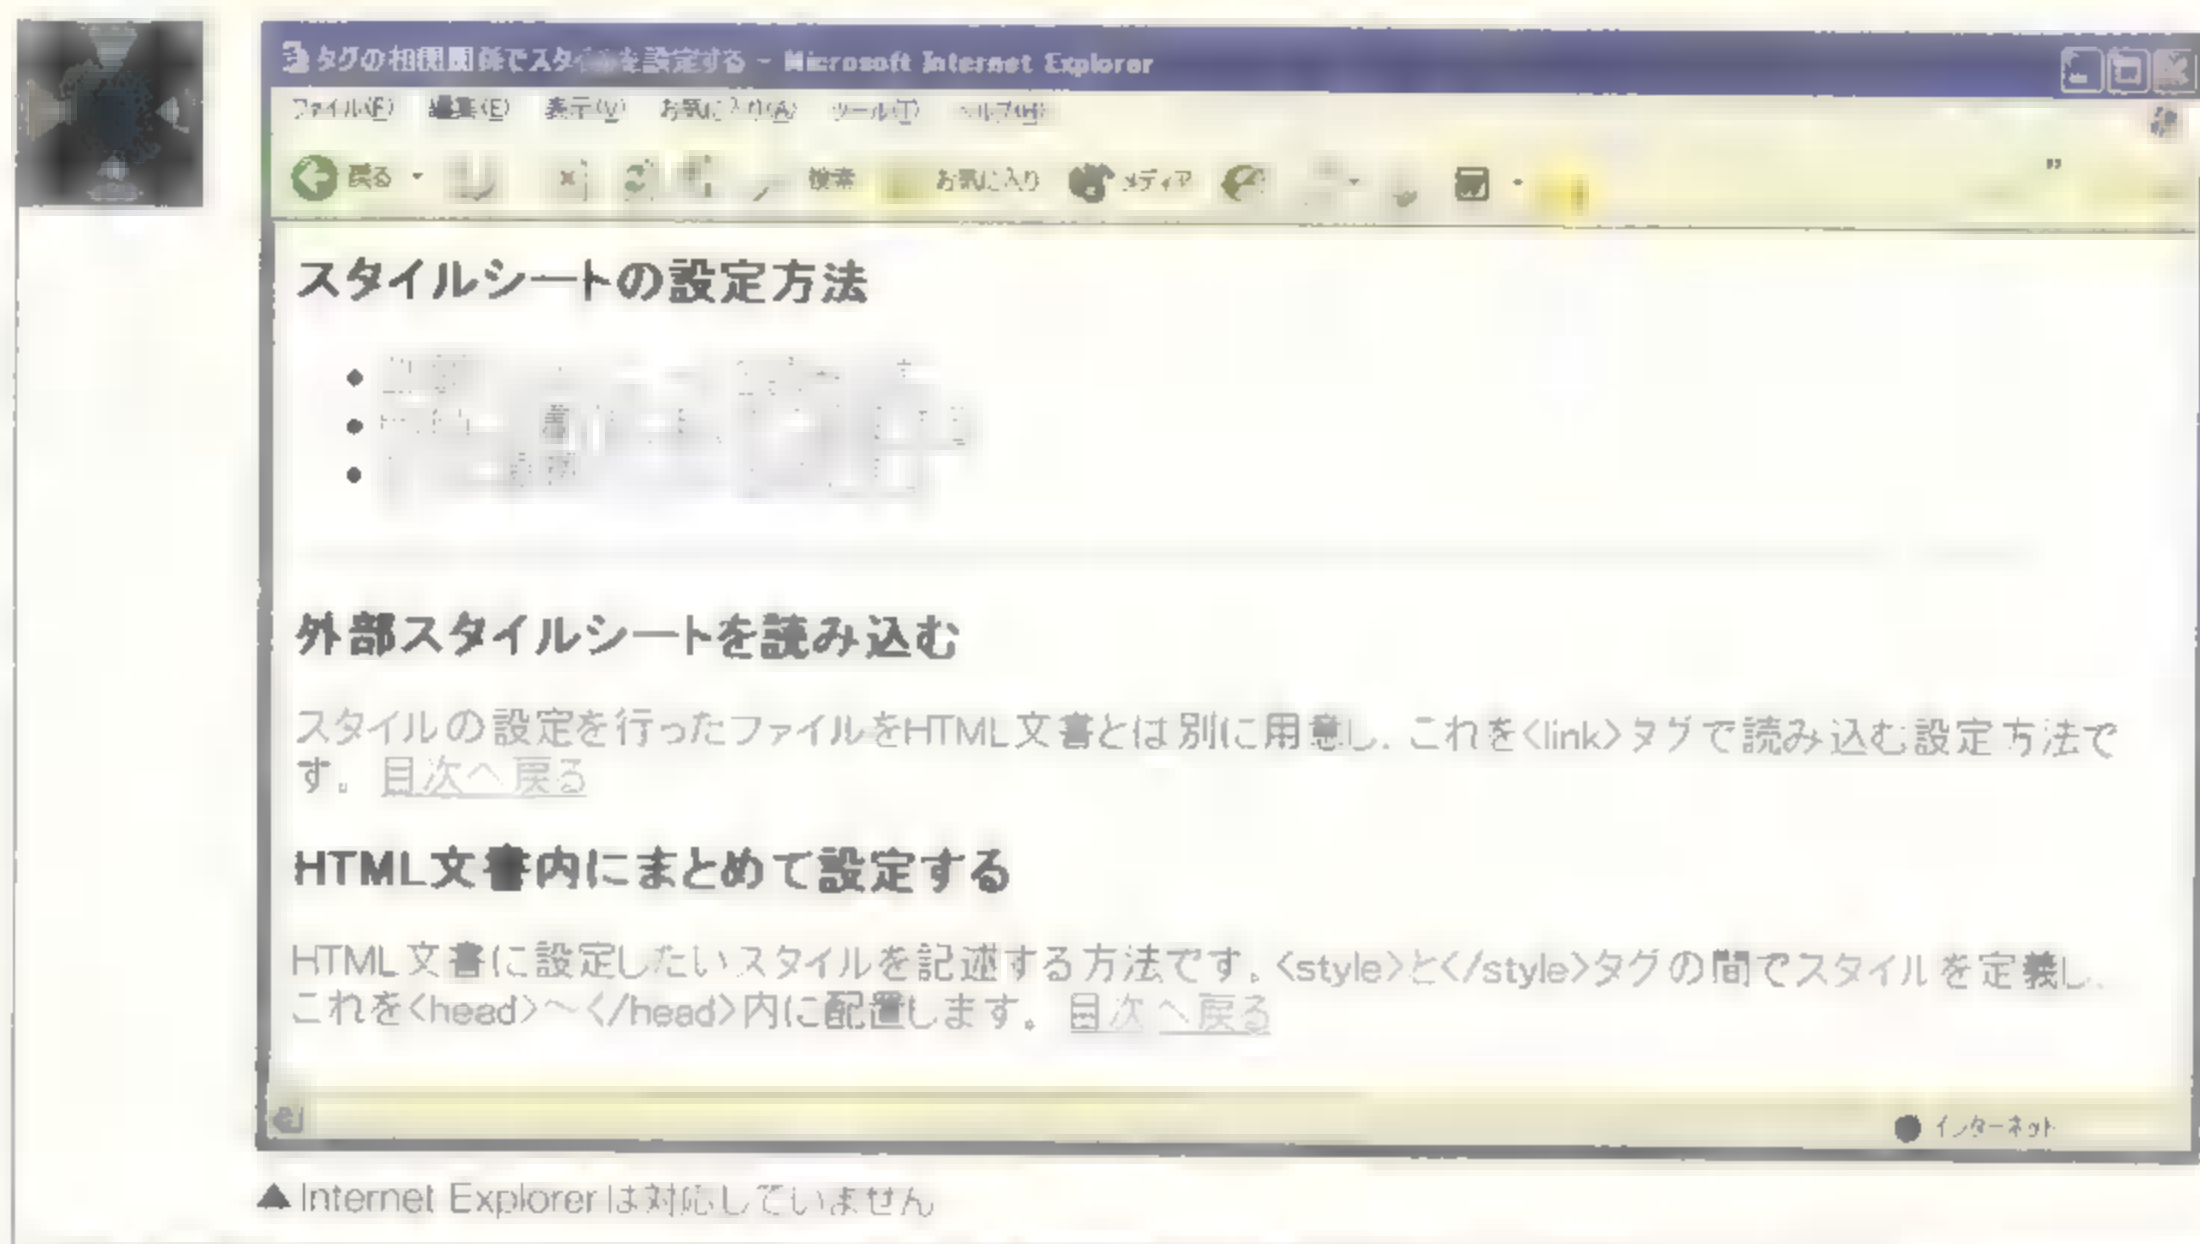 タグの相関関係でスタイルを設定する - Microsoft Internet Explorer
ファイル(F) 編集(E) 表示(V) お気に入り(A) ツール(T) ヘルプ(H)
戻る 検索 お気に入り メディア
スタイルシートの設定方法
外部スタイルシートを読み込む
スタイルの設定を行ったファイルをHTML文書とは別に用意し、これを<link>タグで読み込む設定方法で
す。 目次へ戻る
HTML文書内にまとめて設定する
HTML文書に設定したいスタイルを記述する方法です。<style>と</style>タグの間でスタイルを定義し、
これを<head>～</head>内に配置します。 目次へ戻る
インターネット
▲Internet Explorerは対応していません